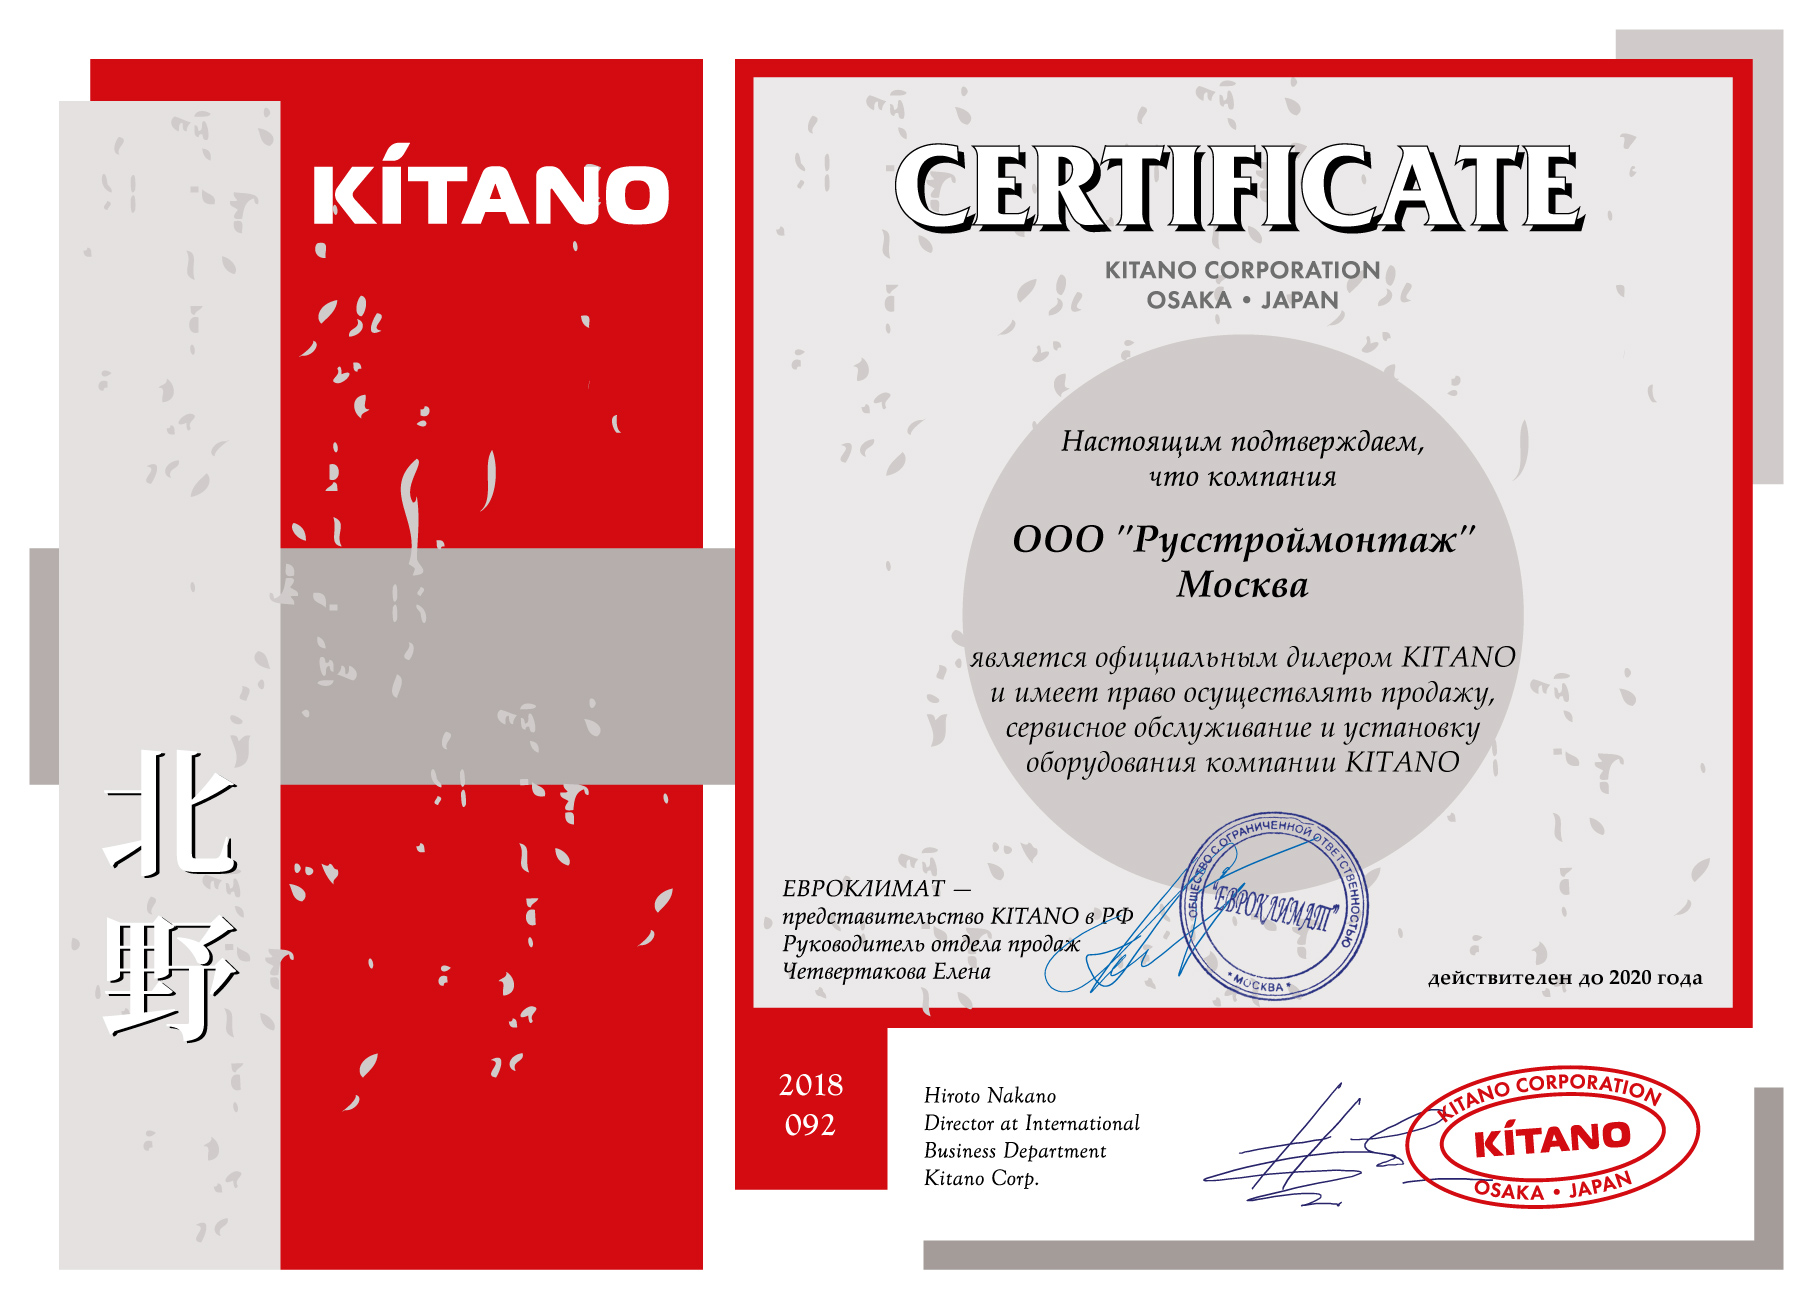 KÍTANO
北
野
CERTIFICATE
KITANO CORPORATION
OSAKA • JAPAN
Настоящим подтверждаем,
что компания
ООО "Русстроймонтаж"
Москва
является официальным дилером KITANO
и имеет право осуществлять продажу,
сервисное обслуживание и установку
оборудования компании KITANO
ЕВРОКЛИМАТ —
представительство KITANO в РФ
Руководитель отдела продаж
Четвертакова Елена
ОБЩЕСТВО С ОГРАНИЧЕННОЙ ОТВЕТСТВЕННОСТЬЮ
"ЕВРОКЛИМАТ"
* МОСКВА *
действителен до 2020 года
2018
092
Hiroto Nakano
Director at International
Business Department
Kitano Corp.
KITANO CORPORATION
KÍTANO
OSAKA • JAPAN